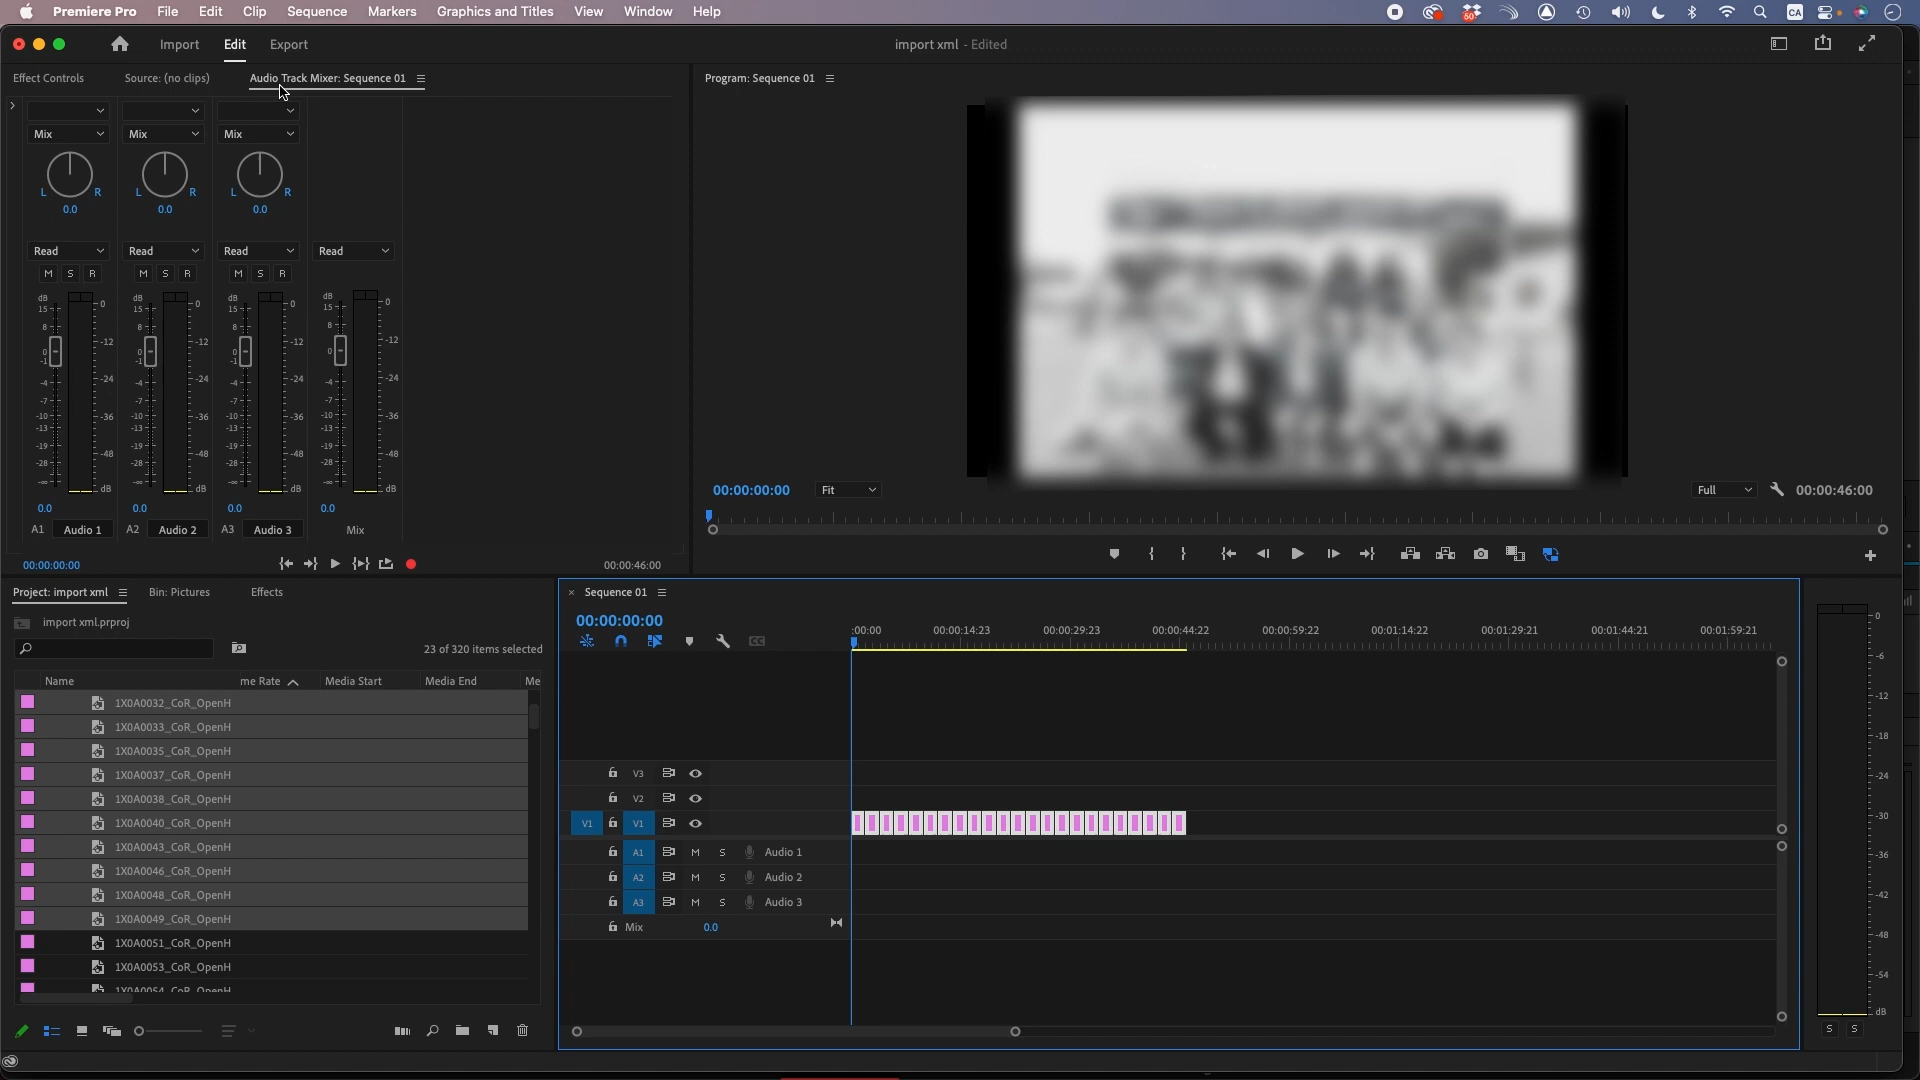 Premiere Pro File Edit Clip Sequence Markers Graphics and Titles View Window Help
50 CA
Import Edit Export
import xml - Edited
Effect Controls Source: (no clips) Audio Track Mixer: Sequence 01
Program: Sequence 01
Mix Mix Mix
L R L R L R
0.0 0.0 0.0
Read Read Read Read
M S R M S R M S R
dB dB dB dB
15 0 15 0 15 0 15 0
8 8 8 8
0 -12 0 -12 0 -12 0 -12
-1 -1 -1
-4 -24 -4 -24 -4 -24 -4 -24
-7 -7 -7 -7
-10 -36 -10 -36 -10 -36 -10 -36
-13 -13 -13 -13
-19 -48 -19 -48 -19 -48 -19 -48
-28 -28 -28 -28
-∞ dB -∞ dB -∞ dB -∞ dB
0.0 0.0 0.0 0.0
A1 Audio 1 A2 Audio 2 A3 Audio 3 Mix
00:00:00:00 00:00:46:00
00:00:00:00 Fit Full 00:00:46:00
Project: import xml Bin: Pictures Effects
import xml.prproj
23 of 320 items selected
Name me Rate Media Start Media End Me
1X0A0032_CoR_OpenH
1X0A0033_CoR_OpenH
1X0A0035_CoR_OpenH
1X0A0037_CoR_OpenH
1X0A0038_CoR_OpenH
1X0A0040_CoR_OpenH
1X0A0043_CoR_OpenH
1X0A0046_CoR_OpenH
1X0A0048_CoR_OpenH
1X0A0049_CoR_OpenH
1X0A0051_CoR_OpenH
1X0A0053_CoR_OpenH
1X0A0054_CoR_OpenH
× Sequence 01
00:00:00:00
:00:00 00:00:14:23 00:00:29:23 00:00:44:22 00:00:59:22 00:01:14:22 00:01:29:21 00:01:44:21 00:01:59:21
CC
V3
V2
V1 V1
A1 M S Audio 1
A2 M S Audio 2
A3 M S Audio 3
Mix 0.0
0
-6
-12
-18
-24
-30
-36
-42
-48
-54
dB
S S